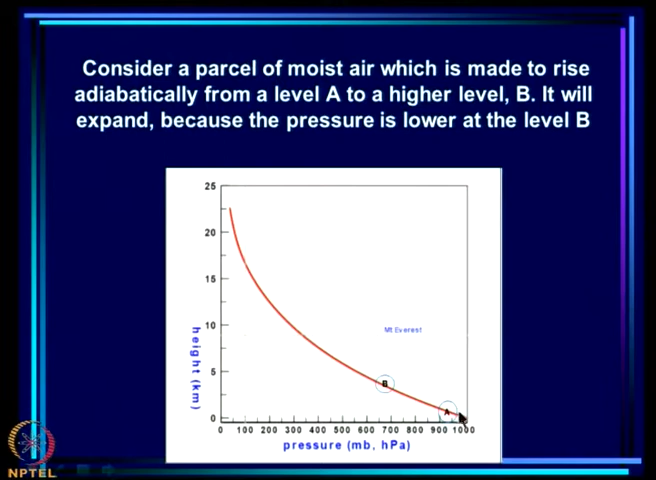 Consider a parcel of moist air which is made to rise
adiabatically from a level A to a higher level, B. It will
expand, because the pressure is lower at the level B
25
20
15
10
5
0
height (km)
Mt Everest
B
A
0 100 200 300 400 500 600 700 800 900 1000
pressure (mb, hPa)
NPTEL